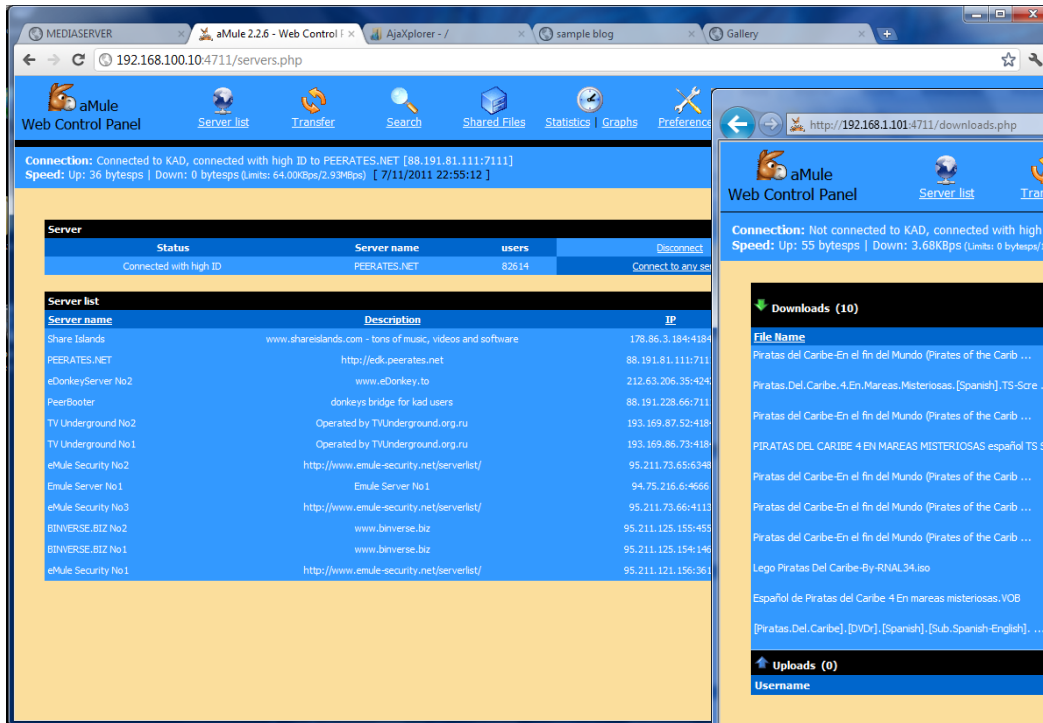 MEDIASERVER
aMule 2.2.6 - Web Control P
AjaXplorer - /
sample blog
Gallery
192.168.100.10:4711/servers.php
aMule
Web Control Panel
Server list
Transfer
Search
Shared Files
Statistics | Graphs
Preference
Connection: Connected to KAD, connected with high ID to PEERATES.NET [88.191.81.111:7111]
Speed: Up: 36 bytesps | Down: 0 bytesps (Limits: 64.00KBps/2.93MBps) [ 7/11/2011 22:55:12 ]
Server
Status Server name users Disconnect
Connected with high ID PEERATES.NET 82614 Connect to any se
Server list
Server name Description IP
Share Islands www.shareislands.com - tons of music, videos and software 178.86.3.184:4184
PEERATES.NET http://edk.peerates.net 88.191.81.111:711
eDonkeyServer No2 www.eDonkey.to 212.63.206.35:424
PeerBooter donkeys bridge for kad users 88.191.228.66:711
TV Underground No2 Operated by TVUnderground.org.ru 193.169.87.52:418
TV Underground No1 Operated by TVUnderground.org.ru 193.169.86.73:418
eMule Security No2 http://www.emule-security.net/serverlist/ 95.211.73.65:6348
Emule Server No1 Emule Server No1 94.75.216.6:4666
eMule Security No3 http://www.emule-security.net/serverlist/ 95.211.73.66:4113
BINVERSE.BIZ No2 www.binverse.biz 95.211.125.155:455
BINVERSE.BIZ No1 www.binverse.biz 95.211.125.154:146
eMule Security No1 http://www.emule-security.net/serverlist/ 95.211.121.156:361
http://192.168.1.101:4711/downloads.php
aMule
Web Control Panel
Server list
Tra
Connection: Not connected to KAD, connected with high
Speed: Up: 55 bytesps | Down: 3.68KBps (Limits: 0 bytesps/
Downloads (10)
File Name
Piratas del Caribe-En el fin del Mundo (Pirates of the Carib ...
Piratas.Del.Caribe.4.En.Mareas.Misteriosas.[Spanish].TS-Scre .
Piratas del Caribe-En el fin del Mundo (Pirates of the Carib ...
PIRATAS DEL CARIBE 4 EN MAREAS MISTERIOSAS español TS S
Piratas del Caribe-En el fin del Mundo (Pirates of the Carib ...
Piratas del Caribe-En el fin del Mundo (Pirates of the Carib ...
Piratas del Caribe-En el fin del Mundo (Pirates of the Carib ...
Lego Piratas Del Caribe-By-RNAL34.iso
Español de Piratas del Caribe 4 En mareas misteriosas.VOB
[Piratas.Del.Caribe].[DVDr].[Spanish].[Sub.Spanish-English]. ...
Uploads (0)
Username